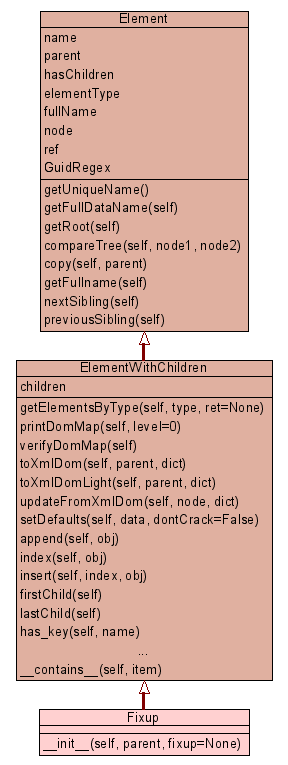 Element
name
parent
hasChildren
elementType
fullName
node
ref
GuidRegex
getUniqueName()
getFullDataName(self)
getRoot(self)
compareTree(self, node1, node2)
copy(self, parent)
getFullname(self)
nextSibling(self)
previousSibling(self)
ElementWithChildren
children
getElementsByType(self, type, ret=None)
printDomMap(self, level=0)
verifyDomMap(self)
toXmlDom(self, parent, dict)
toXmlDomLight(self, parent, dict)
updateFromXmlDom(self, node, dict)
setDefaults(self, data, dontCrack=False)
append(self, obj)
index(self, obj)
insert(self, index, obj)
firstChild(self)
lastChild(self)
has_key(self, name)
...
__contains__(self, item)
Fixup
__init__(self, parent, fixup=None)